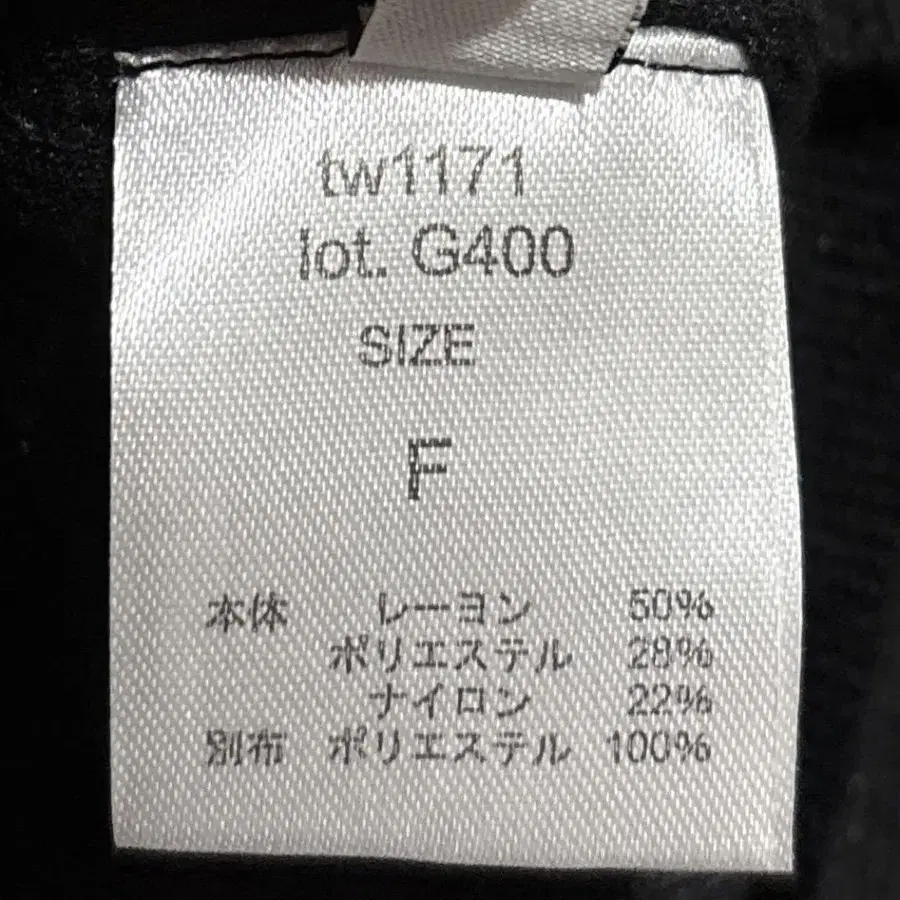 tw1171
lot. G400
SIZE
F
本体 レーヨン 50%
ポリエステル 28%
ナイロン 22%
別布 ポリエステル 100%